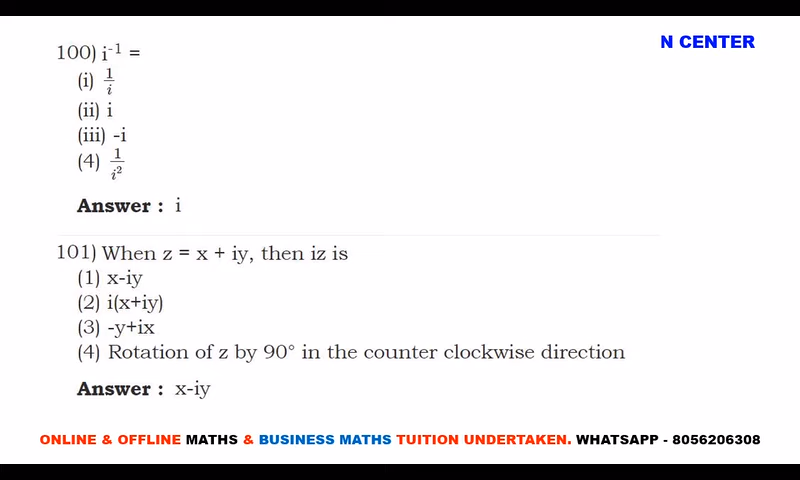 N CENTER
100) i⁻¹ =
(i) 1/i
(ii) i
(iii) -i
(4) 1/i²
Answer : i
101) When z = x + iy, then iz is
(1) x-iy
(2) i(x+iy)
(3) -y+ix
(4) Rotation of z by 90° in the counter clockwise direction
Answer : x-iy
ONLINE & OFFLINE MATHS & BUSINESS MATHS TUITION UNDERTAKEN. WHATSAPP - 8056206308